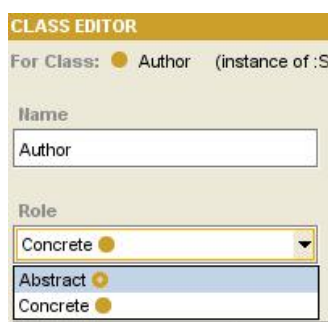 CLASS EDITOR
For Class: Author (instance of :S
Name
Author
Role
Concrete
Abstract
Concrete